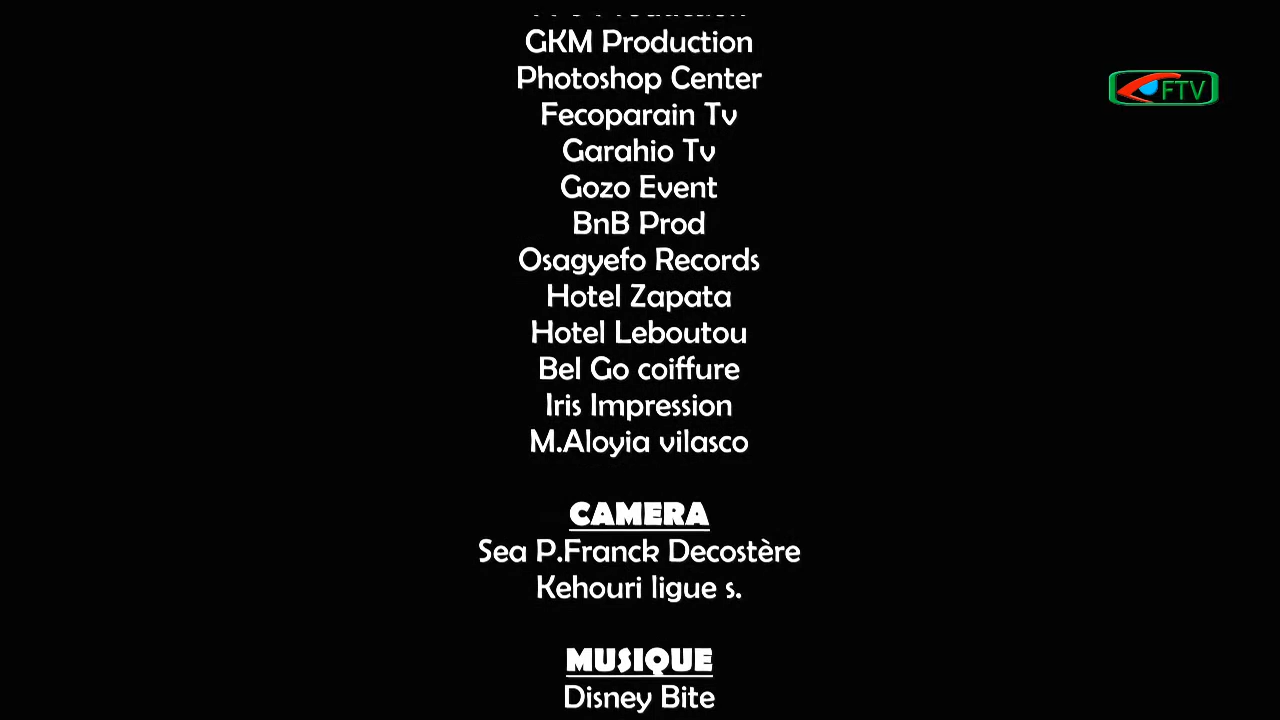 GKM Production
Photoshop Center
FTV
Fecoparain Tv
Garahio Tv
Gozo Event
BnB Prod
Osagyefo Records
Hotel Zapata
Hotel Leboutou
Bel Go coiffure
Iris Impression
M.Aloyia vilasco
CAMERA
Sea P.Franck Decostère
Kehouri ligue s.
MUSIQUE
Disney Bite